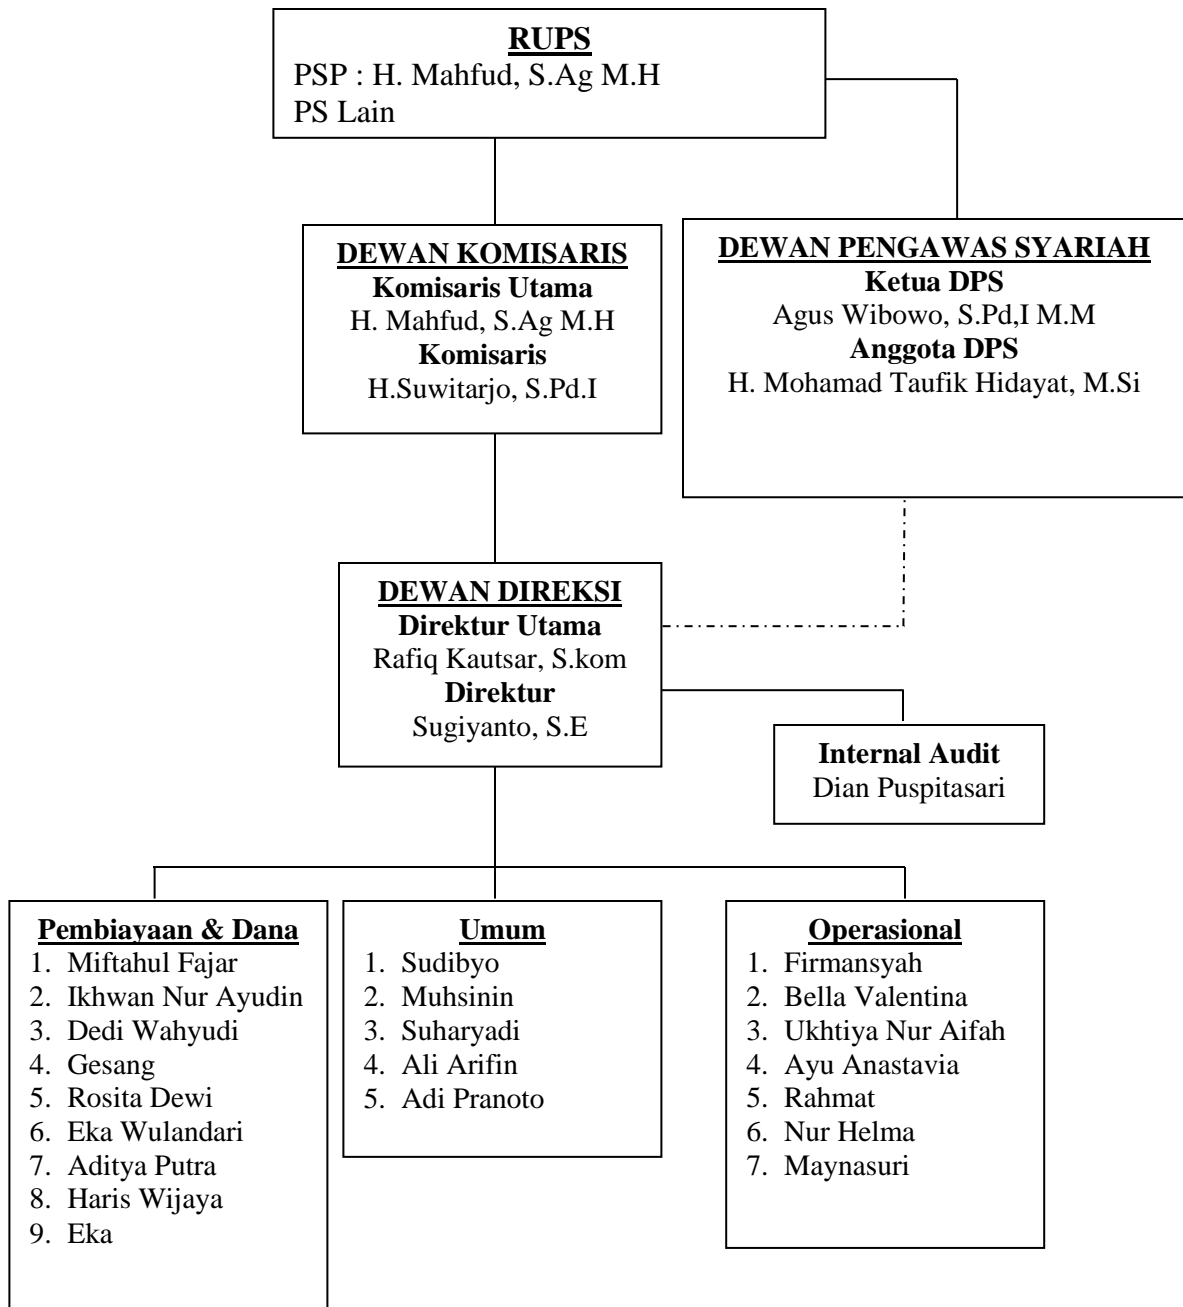 RUPS
PSP : H. Mahfud, S.Ag M.H
PS Lain
DEWAN KOMISARIS
Komisaris Utama
H. Mahfud, S.Ag M.H
Komisaris
H.Suwitarjo, S.Pd.I
DEWAN PENGAWAS SYARIAH
Ketua DPS
Agus Wibowo, S.Pd,I M.M
Anggota DPS
H. Mohamad Taufik Hidayat, M.Si
DEWAN DIREKSI
Direktur Utama
Rafiq Kautsar, S.kom
Direktur
Sugiyanto, S.E
Internal Audit
Dian Puspitasari
Pembiayaan & Dana
1. Miftahul Fajar
2. Ikhwan Nur Ayudin
3. Dedi Wahyudi
4. Gesang
5. Rosita Dewi
6. Eka Wulandari
7. Aditya Putra
8. Haris Wijaya
9. Eka
Umum
1. Sudibyo
2. Muhsinin
3. Suharyadi
4. Ali Arifin
5. Adi Pranoto
Operasional
1. Firmansyah
2. Bella Valentina
3. Ukhtiya Nur Aifah
4. Ayu Anastavia
5. Rahmat
6. Nur Helma
7. Maynasuri